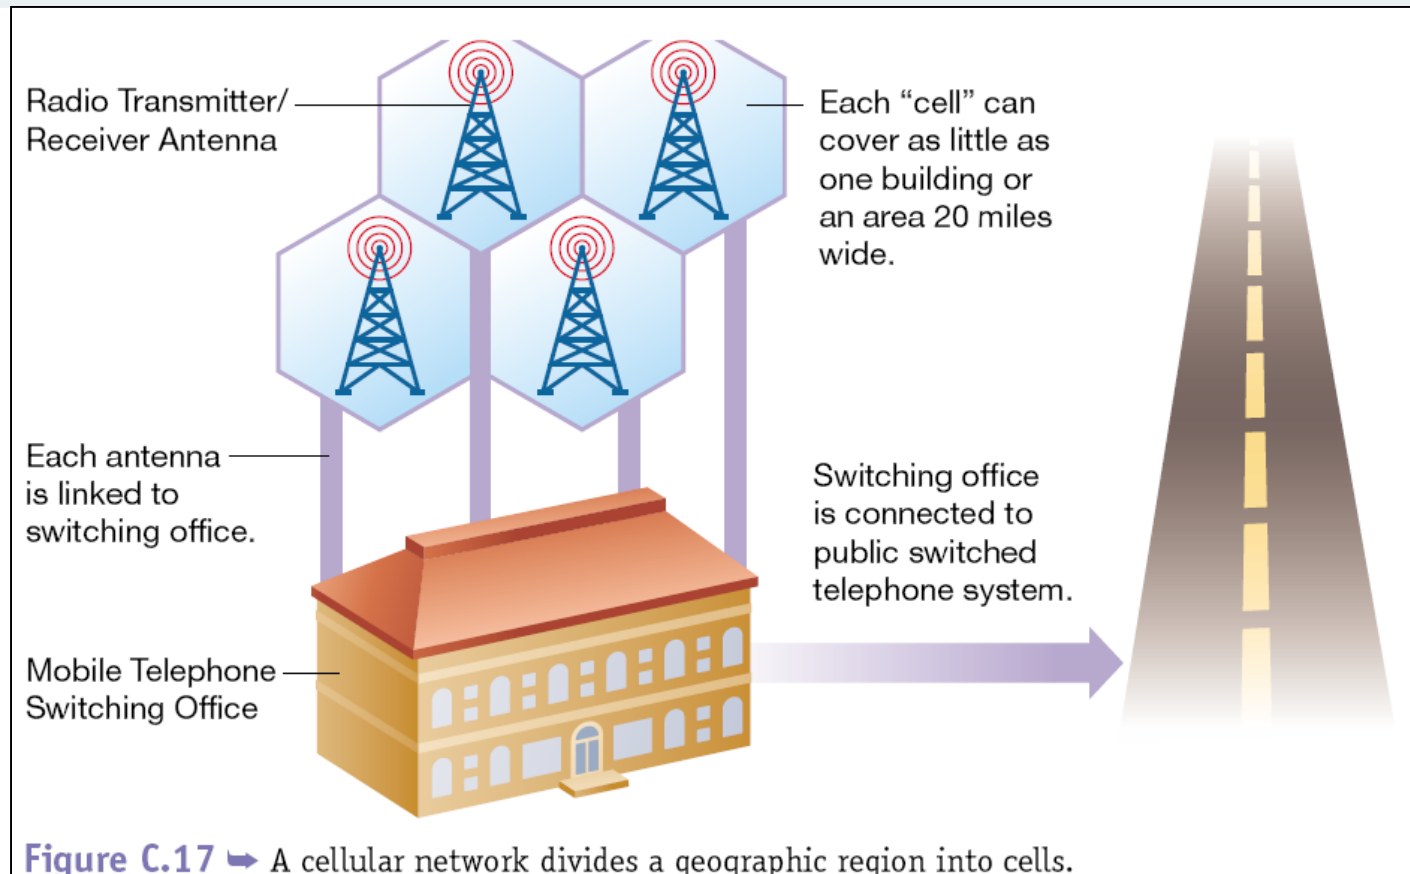 Radio Transmitter/
Receiver Antenna
Each “cell” can
cover as little as
one building or
an area 20 miles
wide.
Each antenna
is linked to
switching office.
Switching office
is connected to
public switched
telephone system.
Mobile Telephone
Switching Office
Figure C.17 ➥ A cellular network divides a geographic region into cells.